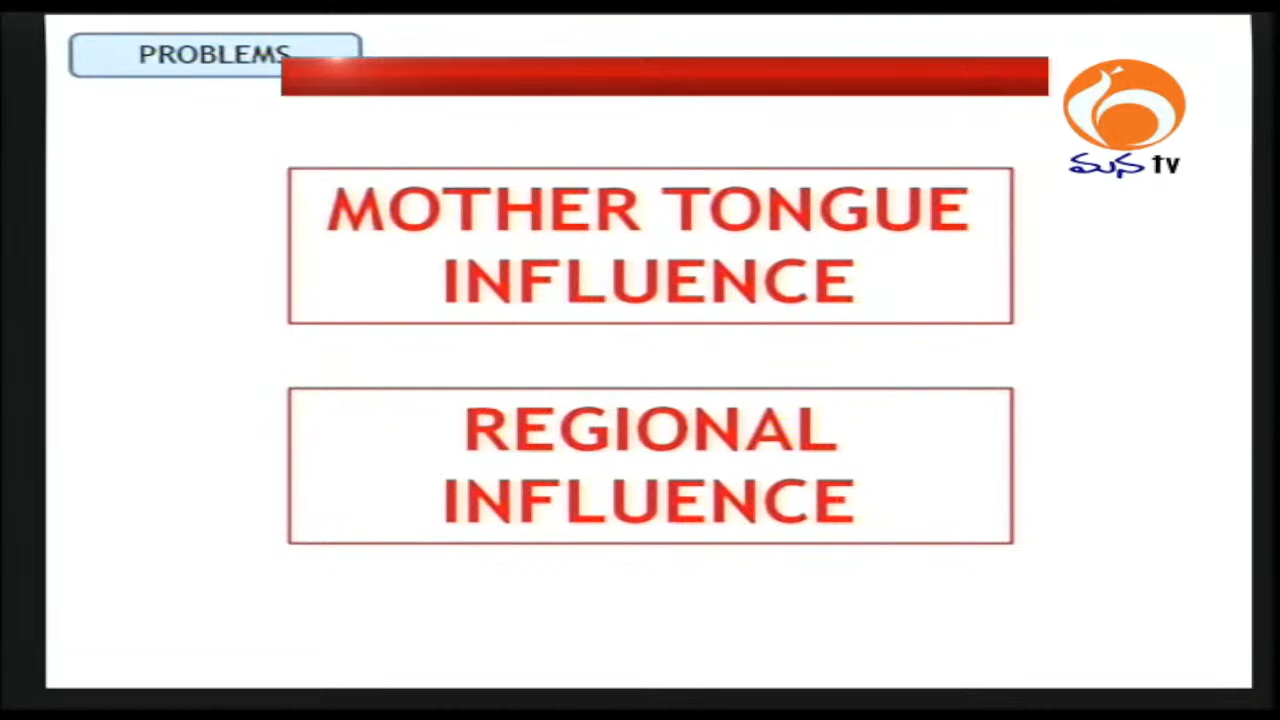 PROBLEMS
మన tv
MOTHER TONGUE
INFLUENCE
REGIONAL
INFLUENCE